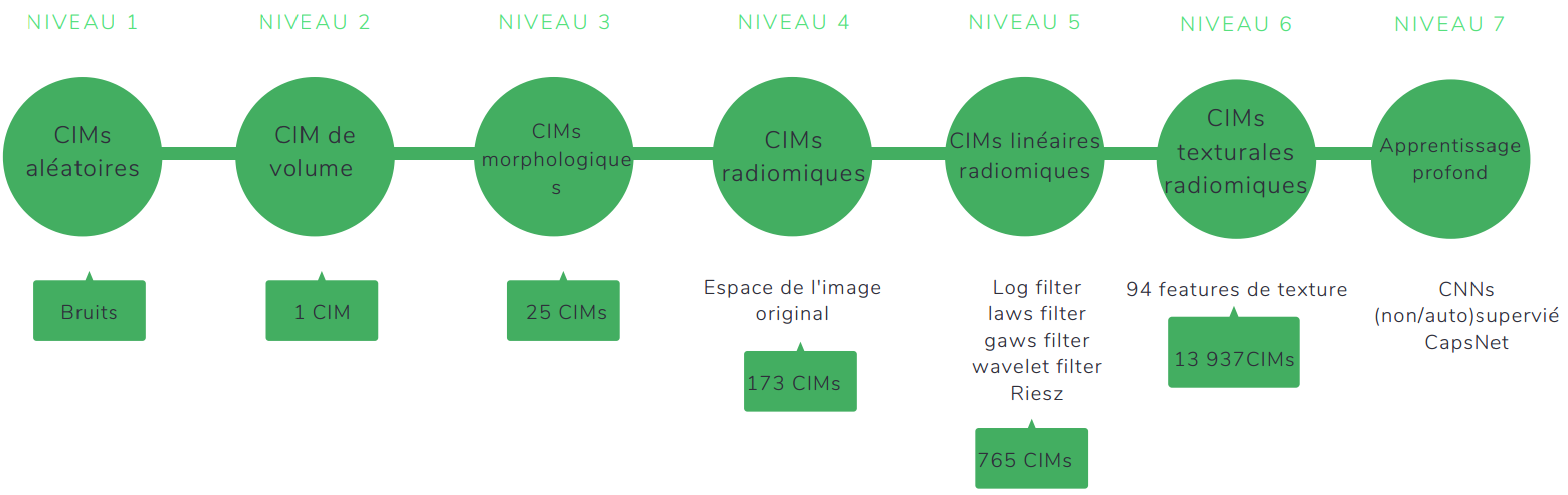 NIVEAU 1
NIVEAU 2
NIVEAU 3
NIVEAU 4
NIVEAU 5
NIVEAU 6
NIVEAU 7
CIMs
aléatoires
CIM de
volume
CIMs
morphologique
s
CIMs
radiomiques
CIMs linéaires
radiomiques
CIMs
texturales
radiomiques
Apprentissage
profond
Bruits
1 CIM
25 CIMs
Espace de l'image
original
173 CIMs
Log filter
laws filter
gaws filter
wavelet filter
Riesz
765 CIMs
94 features de texture
13 937CIMs
CNNs
(non/auto)supervié
CapsNet